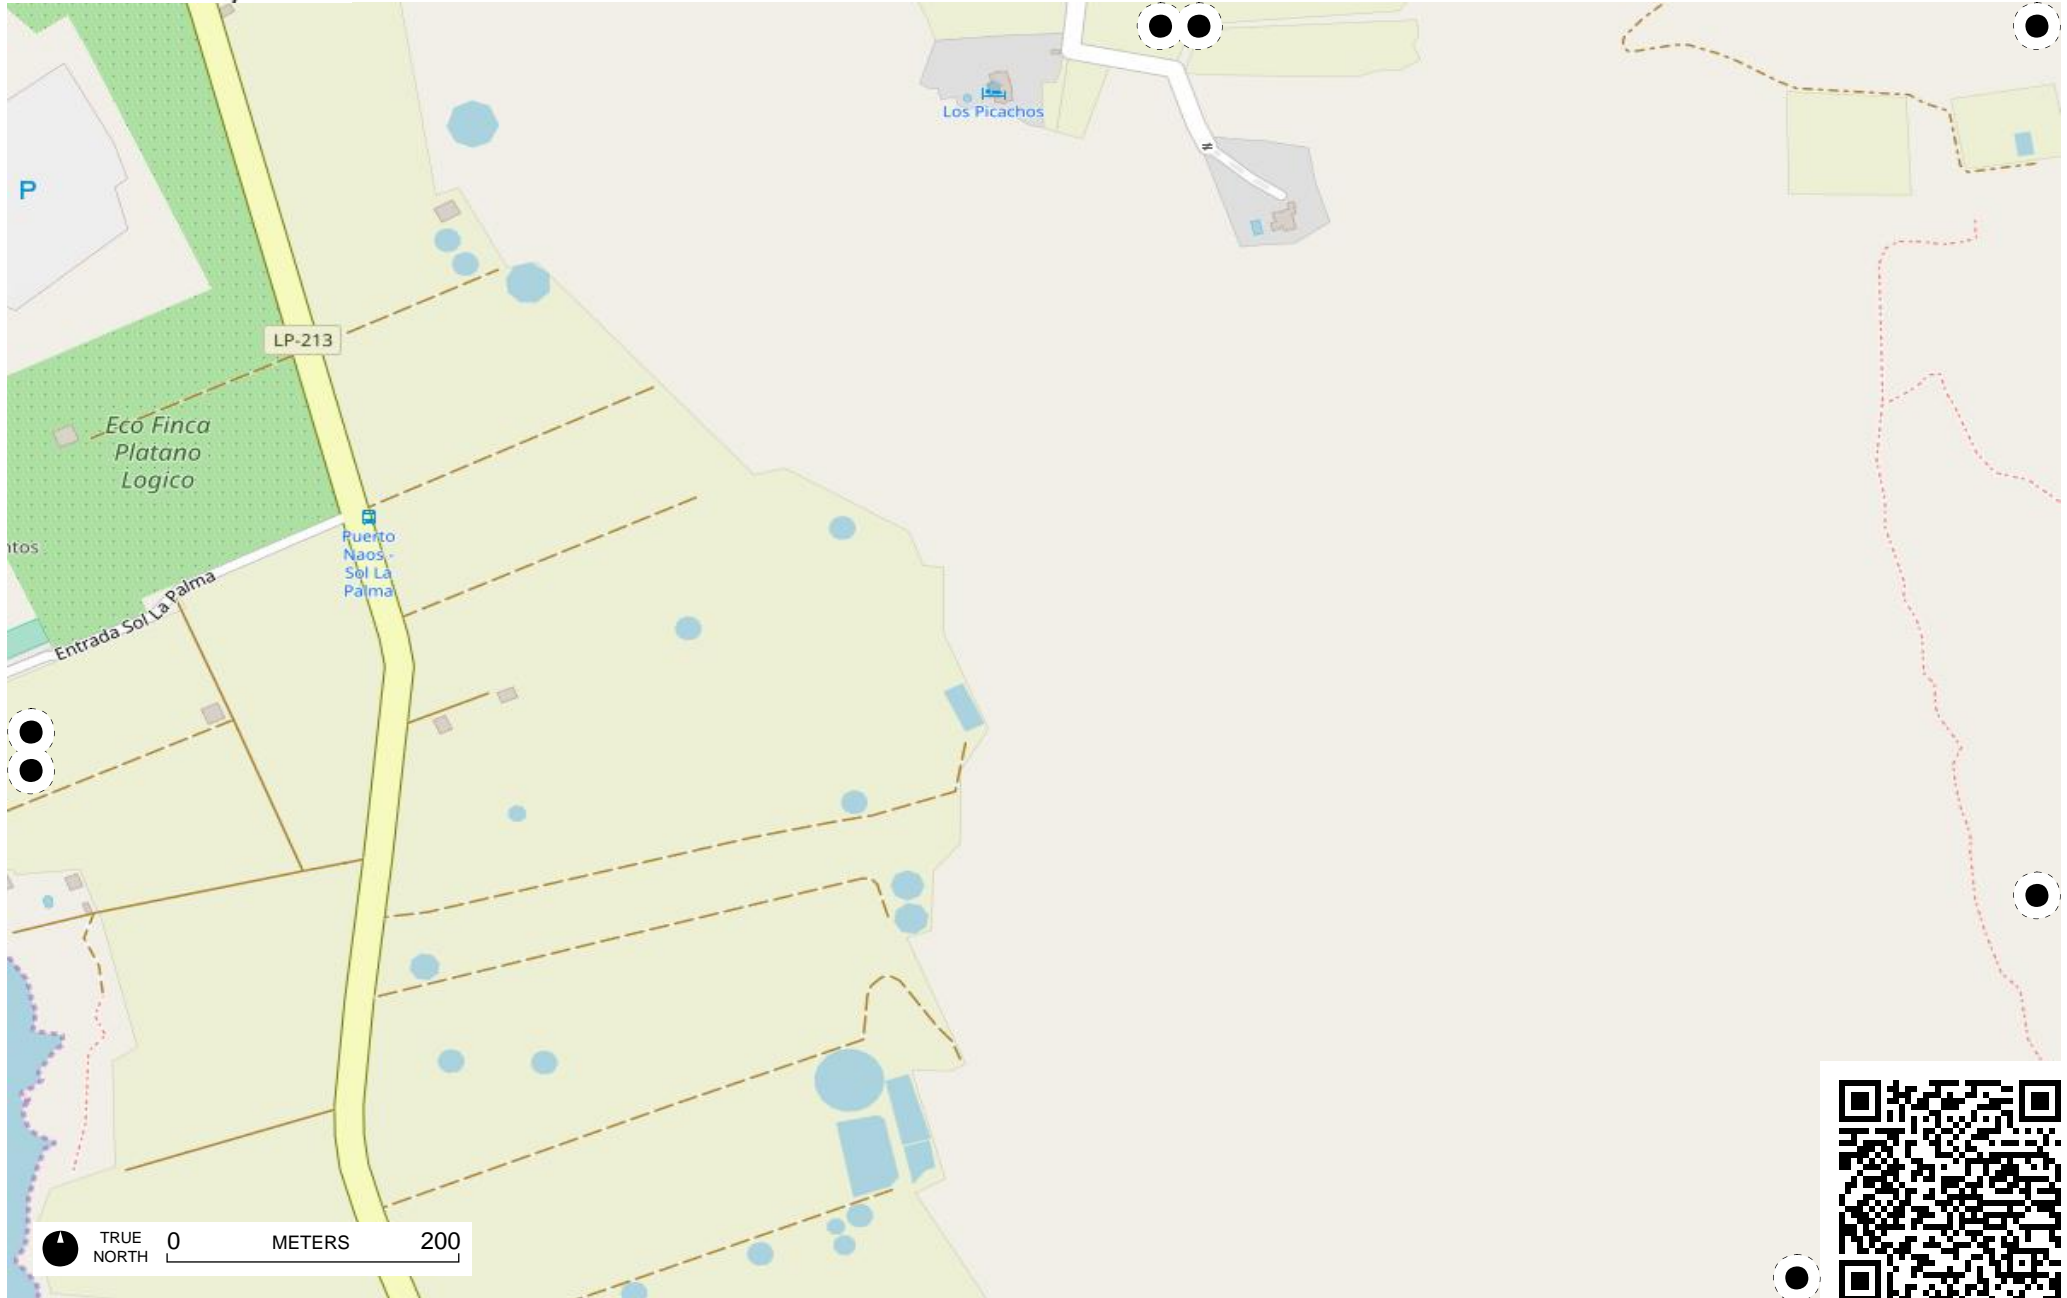 Los Picachos
P
LP-213
Eco Finca
Platano
Logico
Puerto
Naos -
Sol La
Palma
ntos
Entrada Sol La Palma
TRUE
NORTH
0 METERS 200